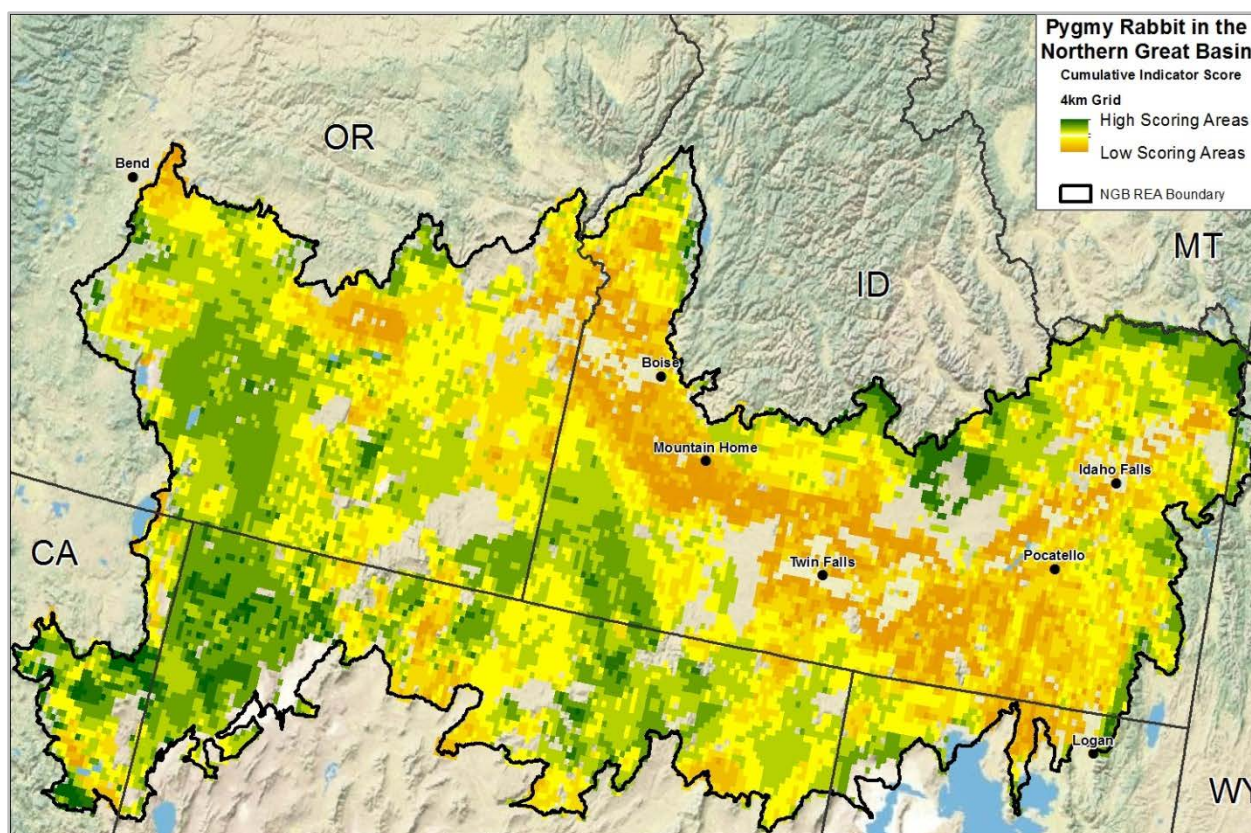 Pygmy Rabbit in the
Northern Great Basin
Cumulative Indicator Score
4km Grid
High Scoring Areas
Low Scoring Areas
NGB REA Boundary
OR
Bend
MT
ID
Boise
Mountain Home
Idaho Falls
CA
Twin Falls
Pocatello
Logan
WY